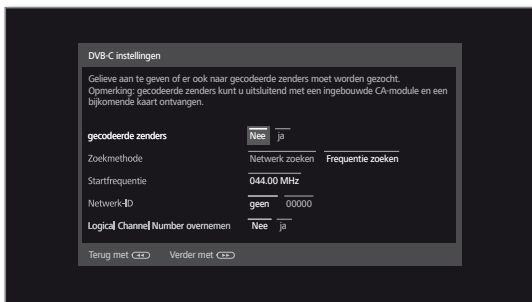 DVB-C instellingen
Gelieve aan te geven of er ook naar gecodeerde zenders moet worden gezocht.
Opmerking: gecodeerde zenders kunt u uitsluitend met een ingebouwde CA-module en een
bijkomende kaart ontvangen.
gecodeerde zenders Nee ja
Zoekmethode Netwerk zoeken Frequentie zoeken
Startfrequentie 044.00 MHz
Netwerk-ID geen 00000
Logical Channel Number overnemen Nee ja
Terug met Verder met